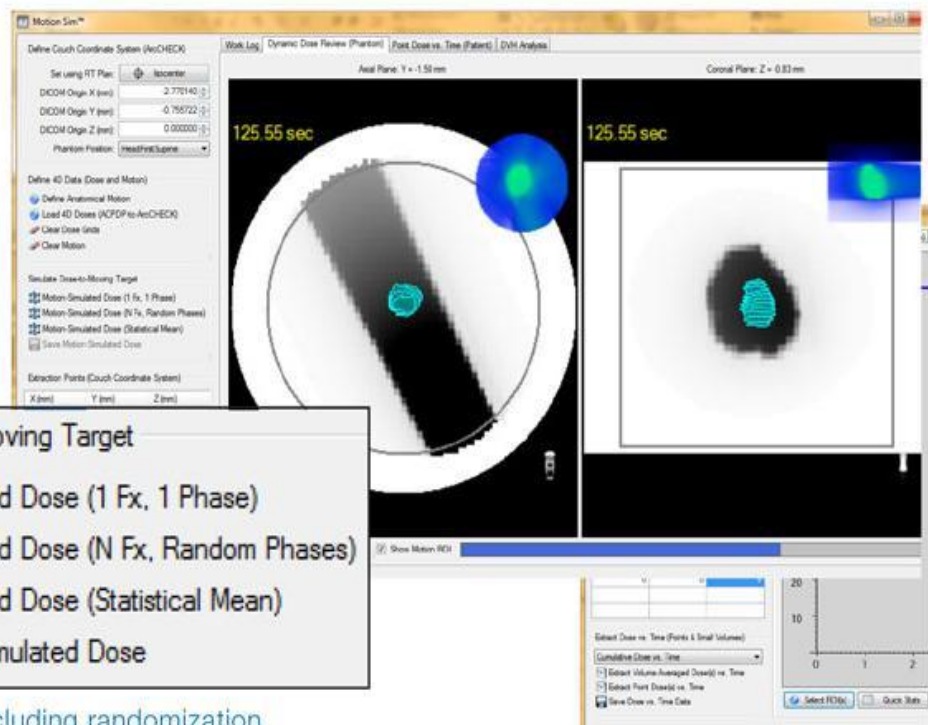 Motion Sim™
Define Couch Coordinate System (ArcCHECK)
Set using RT Plan: Isocenter
DICOM Origin X (mm): 2.770140
DICOM Origin Y (mm): -0.755722
DICOM Origin Z (mm): 0.000000
Phantom Position: HeadFirstSupine
Define 4D Data (Dose and Motion)
Define Anatomical Motion
Load 4D Doses (ACPDP-to-ArcCHECK)
Clear Dose Grids
Clear Motion
Simulate Dose-to-Moving Target
Motion-Simulated Dose (1 Fx, 1 Phase)
Motion-Simulated Dose (N Fx, Random Phases)
Motion-Simulated Dose (Statistical Mean)
Save Motion Simulated Dose
Extraction Points (Couch Coordinate System)
X (mm) Y (mm) Z (mm)
Work Log Dynamic Dose Review (Phantom) Point Dose vs. Time (Patient) DVH Analysis
Axial Plane: Y = -1.50 mm
Coronal Plane: Z = -0.83 mm
125.55 sec
125.55 sec
Show Motion ROI
oving Target
d Dose (1 Fx, 1 Phase)
d Dose (N Fx, Random Phases)
d Dose (Statistical Mean)
mulated Dose
cluding randomization
0 0
Extract Dose vs. Time (Points & Small Volumes)
Cumulative Dose vs. Time
Extract Volume-Averaged Dose(s) vs. Time
Extract Point Dose(s) vs. Time
Save Dose vs. Time Data
20
10
0 1 2
Select ROI(s) Quick Stats